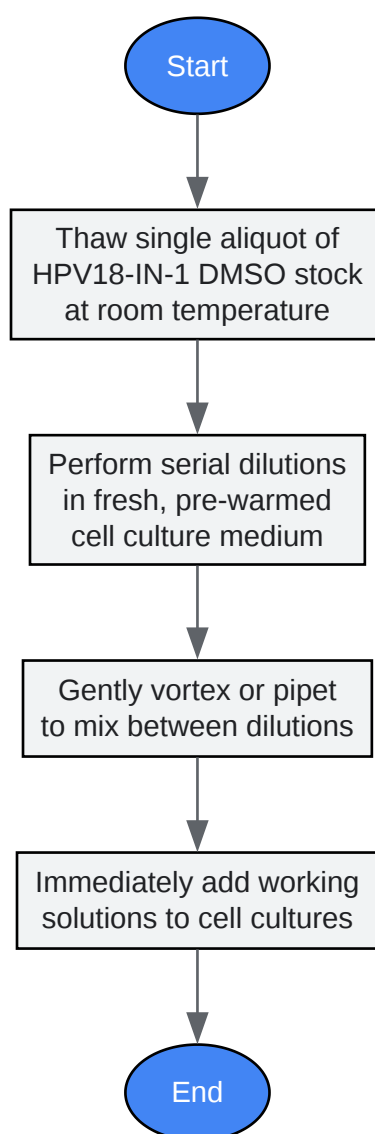 Start
Thaw single aliquot of
HPV18-IN-1 DMSO stock
at room temperature
Perform serial dilutions
in fresh, pre-warmed
cell culture medium
Gently vortex or pipet
to mix between dilutions
Immediately add working
solutions to cell cultures
End